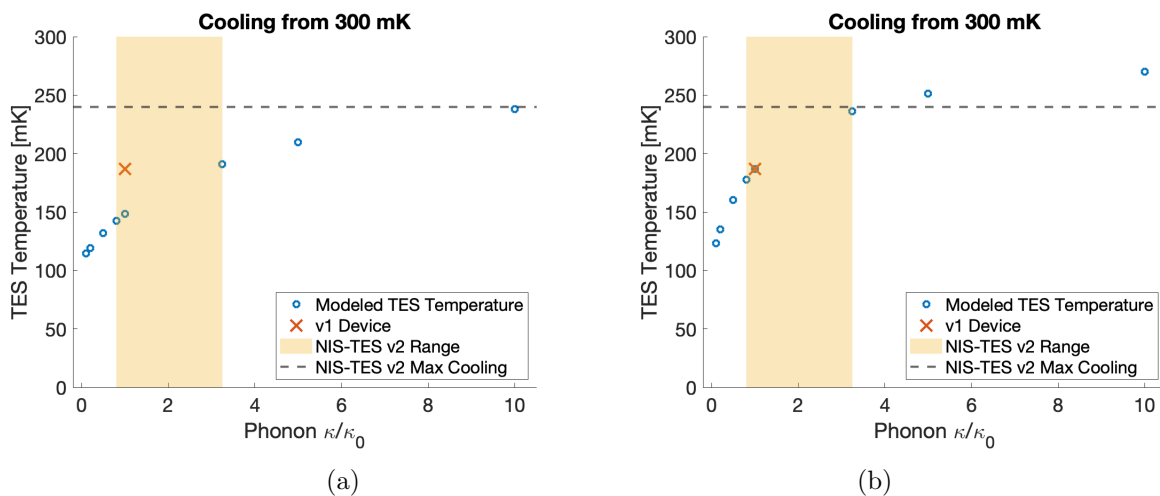 Cooling from 300 mK
300
250
200
150
100
50
0
TES Temperature [mK]
0 2 4 6 8 10
Phonon κ/κ₀
Modeled TES Temperature
v1 Device
NIS-TES v2 Range
NIS-TES v2 Max Cooling
(a)
Cooling from 300 mK
300
250
200
150
100
50
0
TES Temperature [mK]
0 2 4 6 8 10
Phonon κ/κ₀
Modeled TES Temperature
v1 Device
NIS-TES v2 Range
NIS-TES v2 Max Cooling
(b)